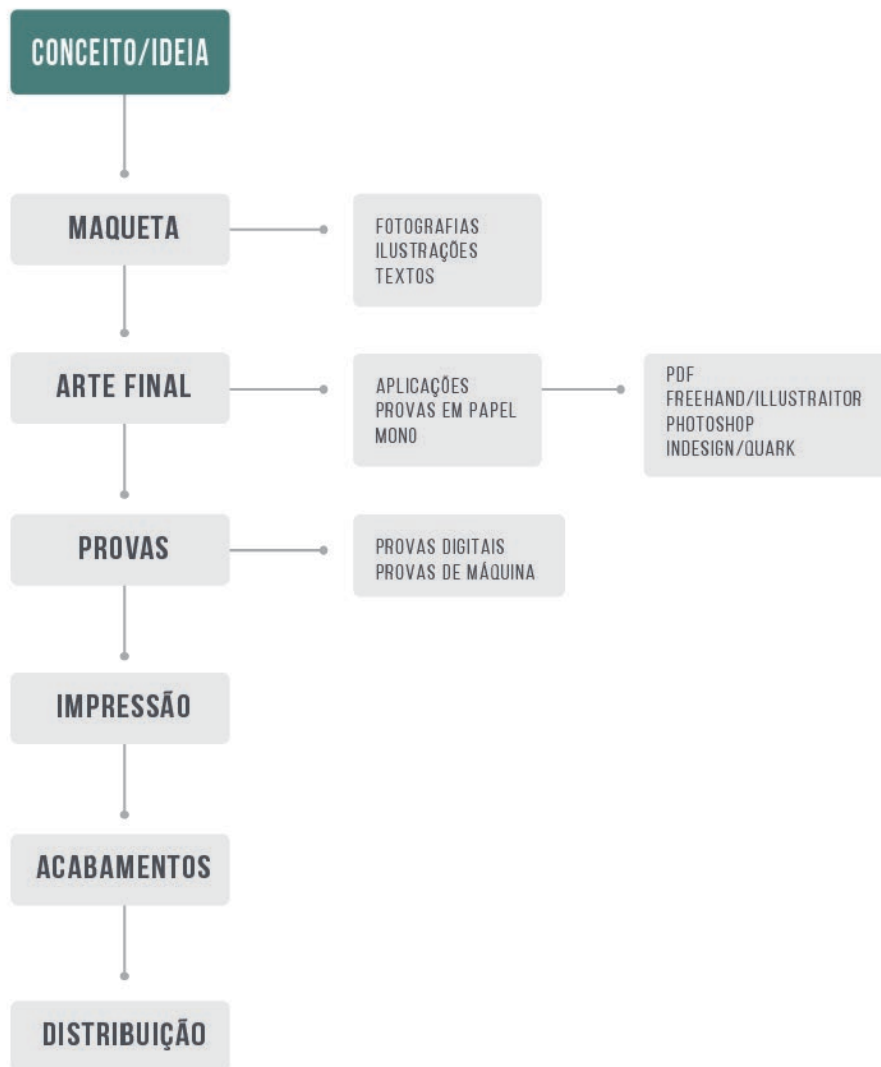 CONCEITO/IDEIA
MAQUETA
FOTOGRAFIAS
ILUSTRAÇÕES
TEXTOS
ARTE FINAL
APLICAÇÕES
PROVAS EM PAPEL
MONO
PDF
FREEHAND/ILLUSTRAITOR
PHOTOSHOP
INDESIGN/QUARK
PROVAS
PROVAS DIGITAIS
PROVAS DE MÁQUINA
IMPRESSÃO
ACABAMENTOS
DISTRIBUIÇÃO